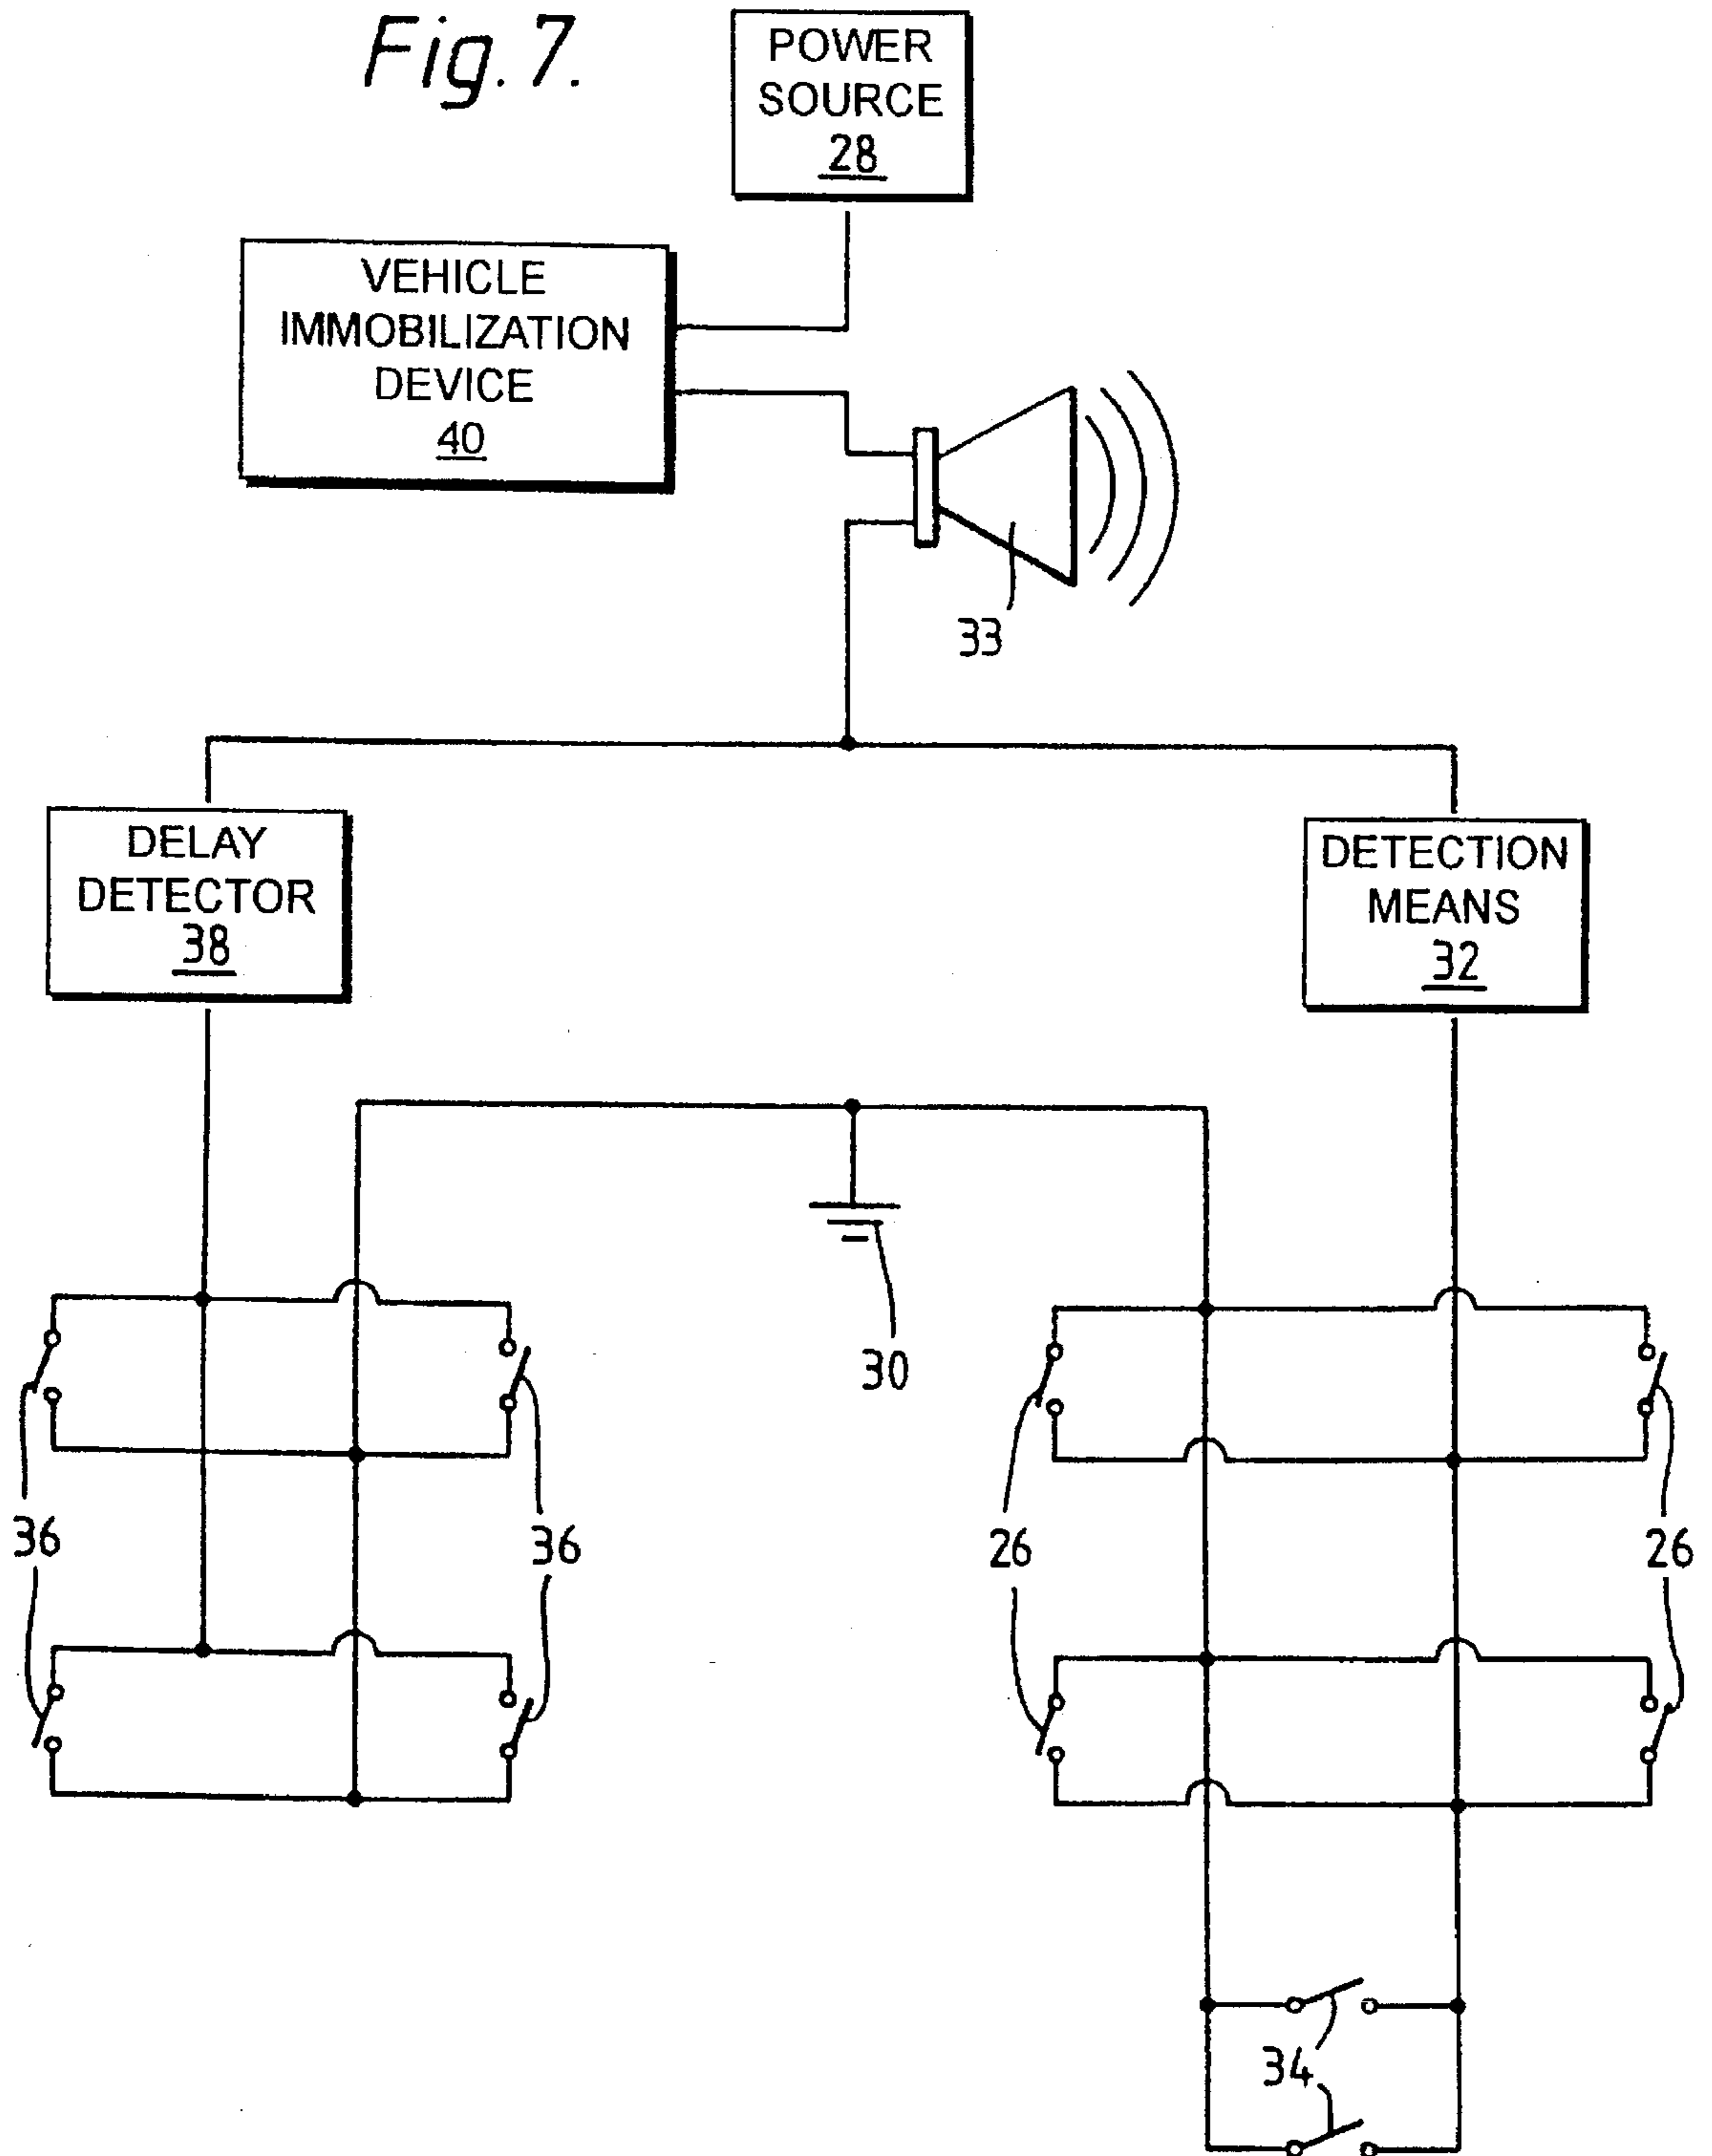 Fig. 7.
POWER
SOURCE
28
VEHICLE
IMMOBILIZATION
DEVICE
40
33
DELAY
DETECTOR
38
DETECTION
MEANS
32
30
36
36
26
26
34